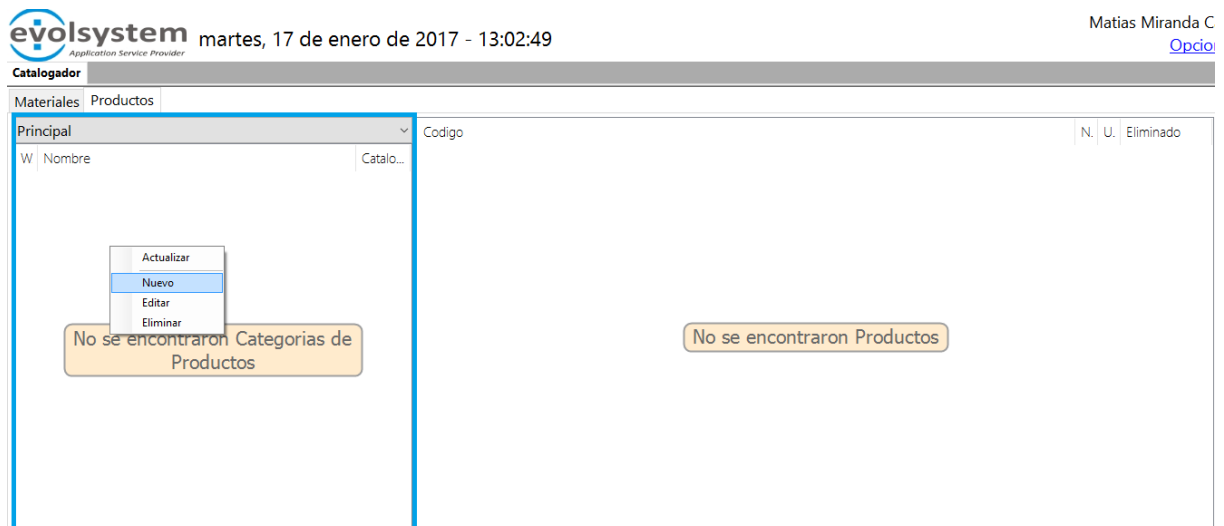 evolsystem
Application Service Provider
martes, 17 de enero de 2017 - 13:02:49
Matias Miranda C
Opcio
Catalogador
Materiales Productos
Principal
W Nombre Catalo...
Codigo N. U. Eliminado
Actualizar
Nuevo
Editar
Eliminar
No se encontraron Categorias de
Productos
No se encontraron Productos